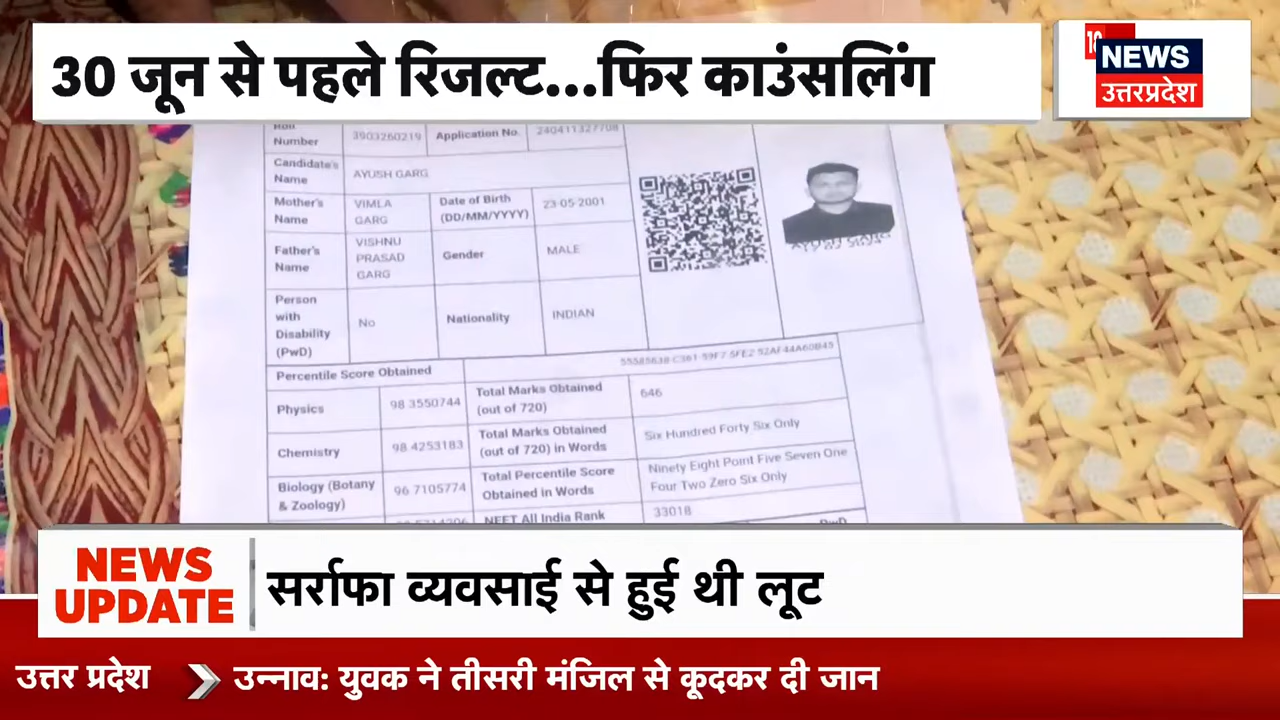 30 जून से पहले रिजल्ट...फिर काउंसलिंग
18
NEWS
उत्तरप्रदेश
Roll Number 3903260219 Application No. 240411327708
Candidate's Name AYUSH GARG
Mother's Name VIMLA GARG Date of Birth (DD/MM/YYYY) 23-05-2001
Father's Name VISHNU PRASAD GARG Gender MALE
Person with Disability (PwD) No Nationality INDIAN
AYUSH GARG
Percentile Score Obtained
Physics 98.3550744 Total Marks Obtained (out of 720) 646
Chemistry 98.4253183 Total Marks Obtained (out of 720) in Words Six Hundred Forty Six Only
Biology (Botany & Zoology) 96.7105774 Total Percentile Score Obtained in Words Ninety Eight Point Five Seven One Four Two Zero Six Only
NEET All India Rank 33018 PwD
NEWS UPDATE
सर्राफा व्यवसाई से हुई थी लूट
उत्तर प्रदेश
उन्नाव: युवक ने तीसरी मंजिल से कूदकर दी जान